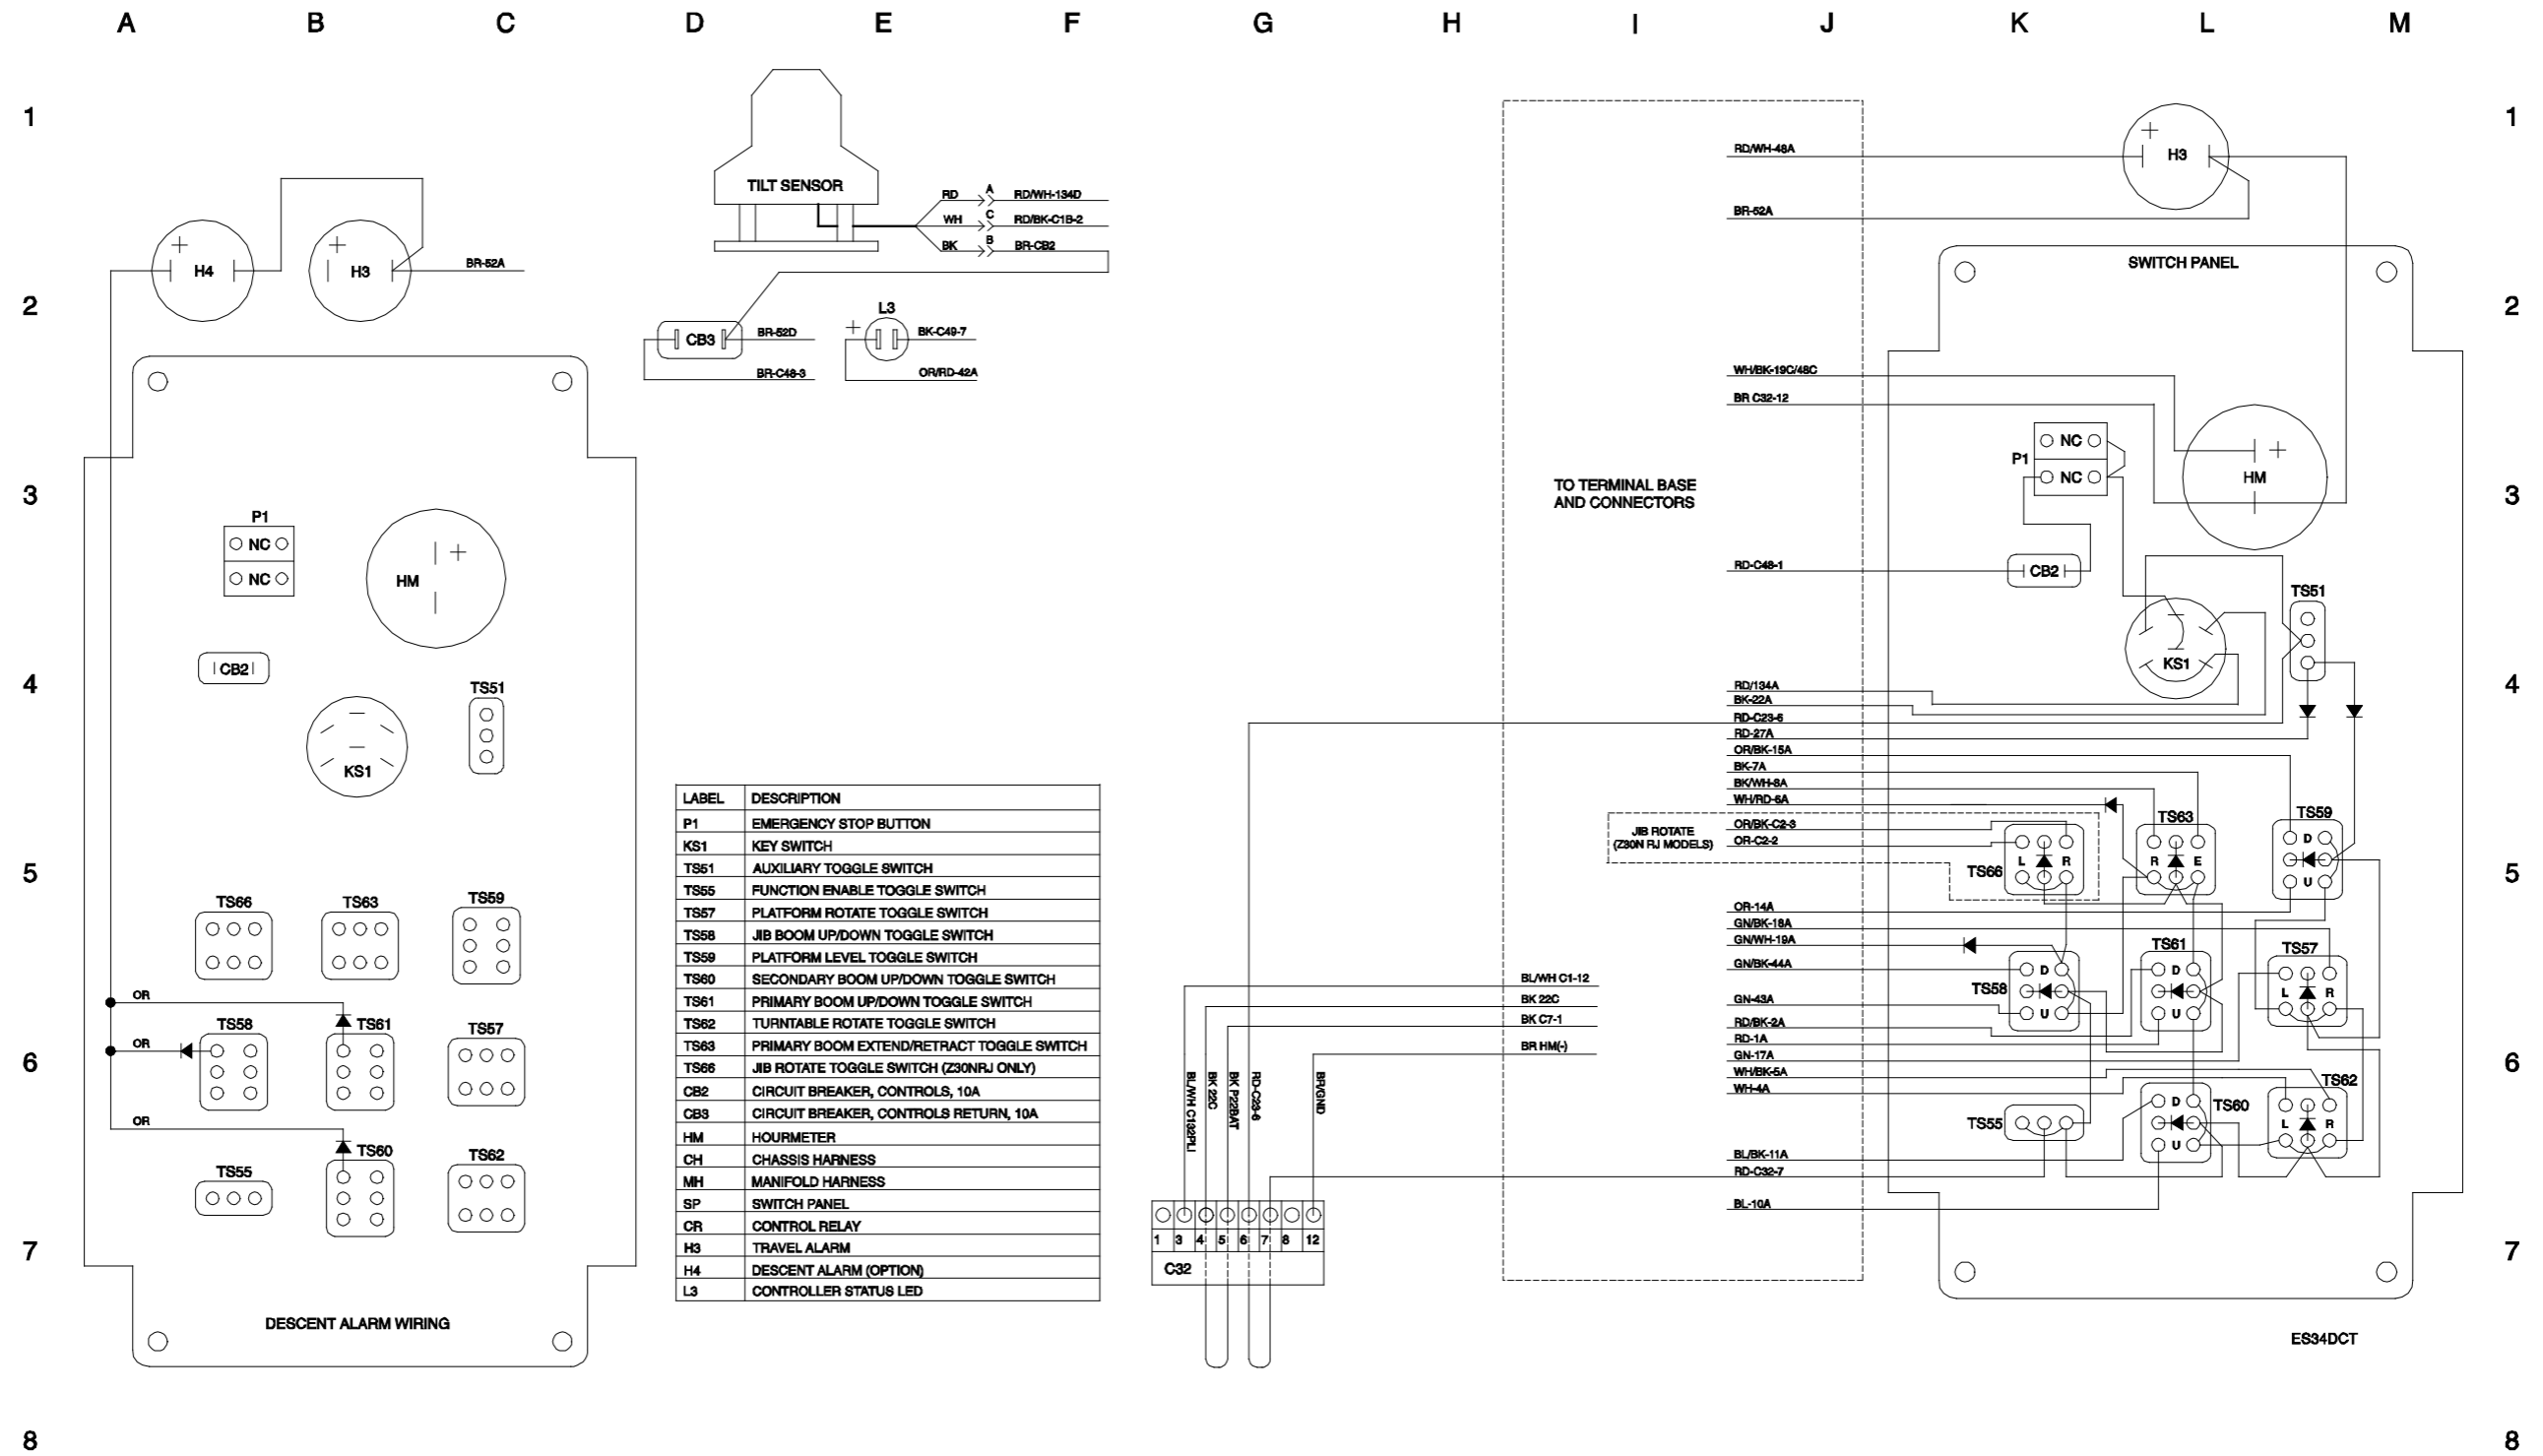 A B C D E F G H I J K L M
1
TILT SENSOR
RD A RD/WH-134D
WH C RD/BK-C1B-2
BK B BR-CB2
H4
H3
BR-52A
2
CB3
BR-52D
BR-C48-3
L3
BK-C49-7
OR/RD-42A
3
P1
NC
NC
HM
CB2
4
TS51
KS1
5
TS66
TS63
TS59
OR
TS58
TS61
TS57
OR
6
OR
TS60
TS55
TS62
7
DESCENT ALARM WIRING
8
LABEL DESCRIPTION
P1 EMERGENCY STOP BUTTON
KS1 KEY SWITCH
TS51 AUXILIARY TOGGLE SWITCH
TS55 FUNCTION ENABLE TOGGLE SWITCH
TS57 PLATFORM ROTATE TOGGLE SWITCH
TS58 JIB BOOM UP/DOWN TOGGLE SWITCH
TS59 PLATFORM LEVEL TOGGLE SWITCH
TS60 SECONDARY BOOM UP/DOWN TOGGLE SWITCH
TS61 PRIMARY BOOM UP/DOWN TOGGLE SWITCH
TS62 TURNTABLE ROTATE TOGGLE SWITCH
TS63 PRIMARY BOOM EXTEND/RETRACT TOGGLE SWITCH
TS66 JIB ROTATE TOGGLE SWITCH (Z30NRJ ONLY)
CB2 CIRCUIT BREAKER, CONTROLS, 10A
CB3 CIRCUIT BREAKER, CONTROLS RETURN, 10A
HM HOURMETER
CH CHASSIS HARNESS
MH MANIFOLD HARNESS
SP SWITCH PANEL
CR CONTROL RELAY
H3 TRAVEL ALARM
H4 DESCENT ALARM (OPTION)
L3 CONTROLLER STATUS LED
BL/WH C1-12
BK 22C
BK C7-1
BR HM(-)
BL/WH C132PLI
BK 22C
BK P22BAT
RD-C23-6
BR/GND
1 3 4 5 6 7 8 12
C32
TO TERMINAL BASE
AND CONNECTORS
RD/WH-48A
BR-52A
WH/BK-19C/48C
BR C32-12
RD-C48-1
RD/134A
BK-22A
RD-C23-6
RD-27A
OR/BK-15A
BK-7A
BK/WH-8A
WH/RD-6A
OR/BK-C2-3
OR-C2-2
JIB ROTATE
(Z30N RJ MODELS)
OR-14A
GN/BK-18A
GN/WH-19A
GN/BK-44A
GN-43A
RD/BK-2A
RD-1A
GN-17A
WH/BK-5A
WH-4A
BL/BK-11A
RD-C32-7
BL-10A
H3
SWITCH PANEL
P1
NC
NC
HM
CB2
TS51
KS1
TS63
TS59
L R
TS66
R E
D
U
TS61
TS57
TS58
D
U
D
U
L R
TS62
TS60
TS55
D
U
L R
ES34DCT
1
2
3
4
5
6
7
8